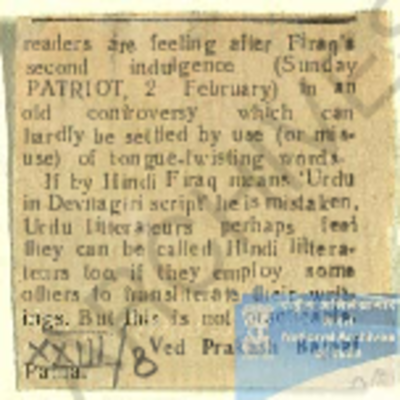 readers are feeling after Firaq's
second indulgence (Sunday
PATRIOT, 2 February) in an
old controversy which can
hardly be settled by use (or mis-
use) of tongue-twisting words.
If by Hindi Firaq means 'Urdu
in Devnagiri script' he is mistaken.
Urdu litterateurs perhaps feel
they can be called Hindi littera-
teurs too, if they employ some
others to transliterate their writ-
ings. But this is not
XXIII/8 Ved Prakash
Patna.